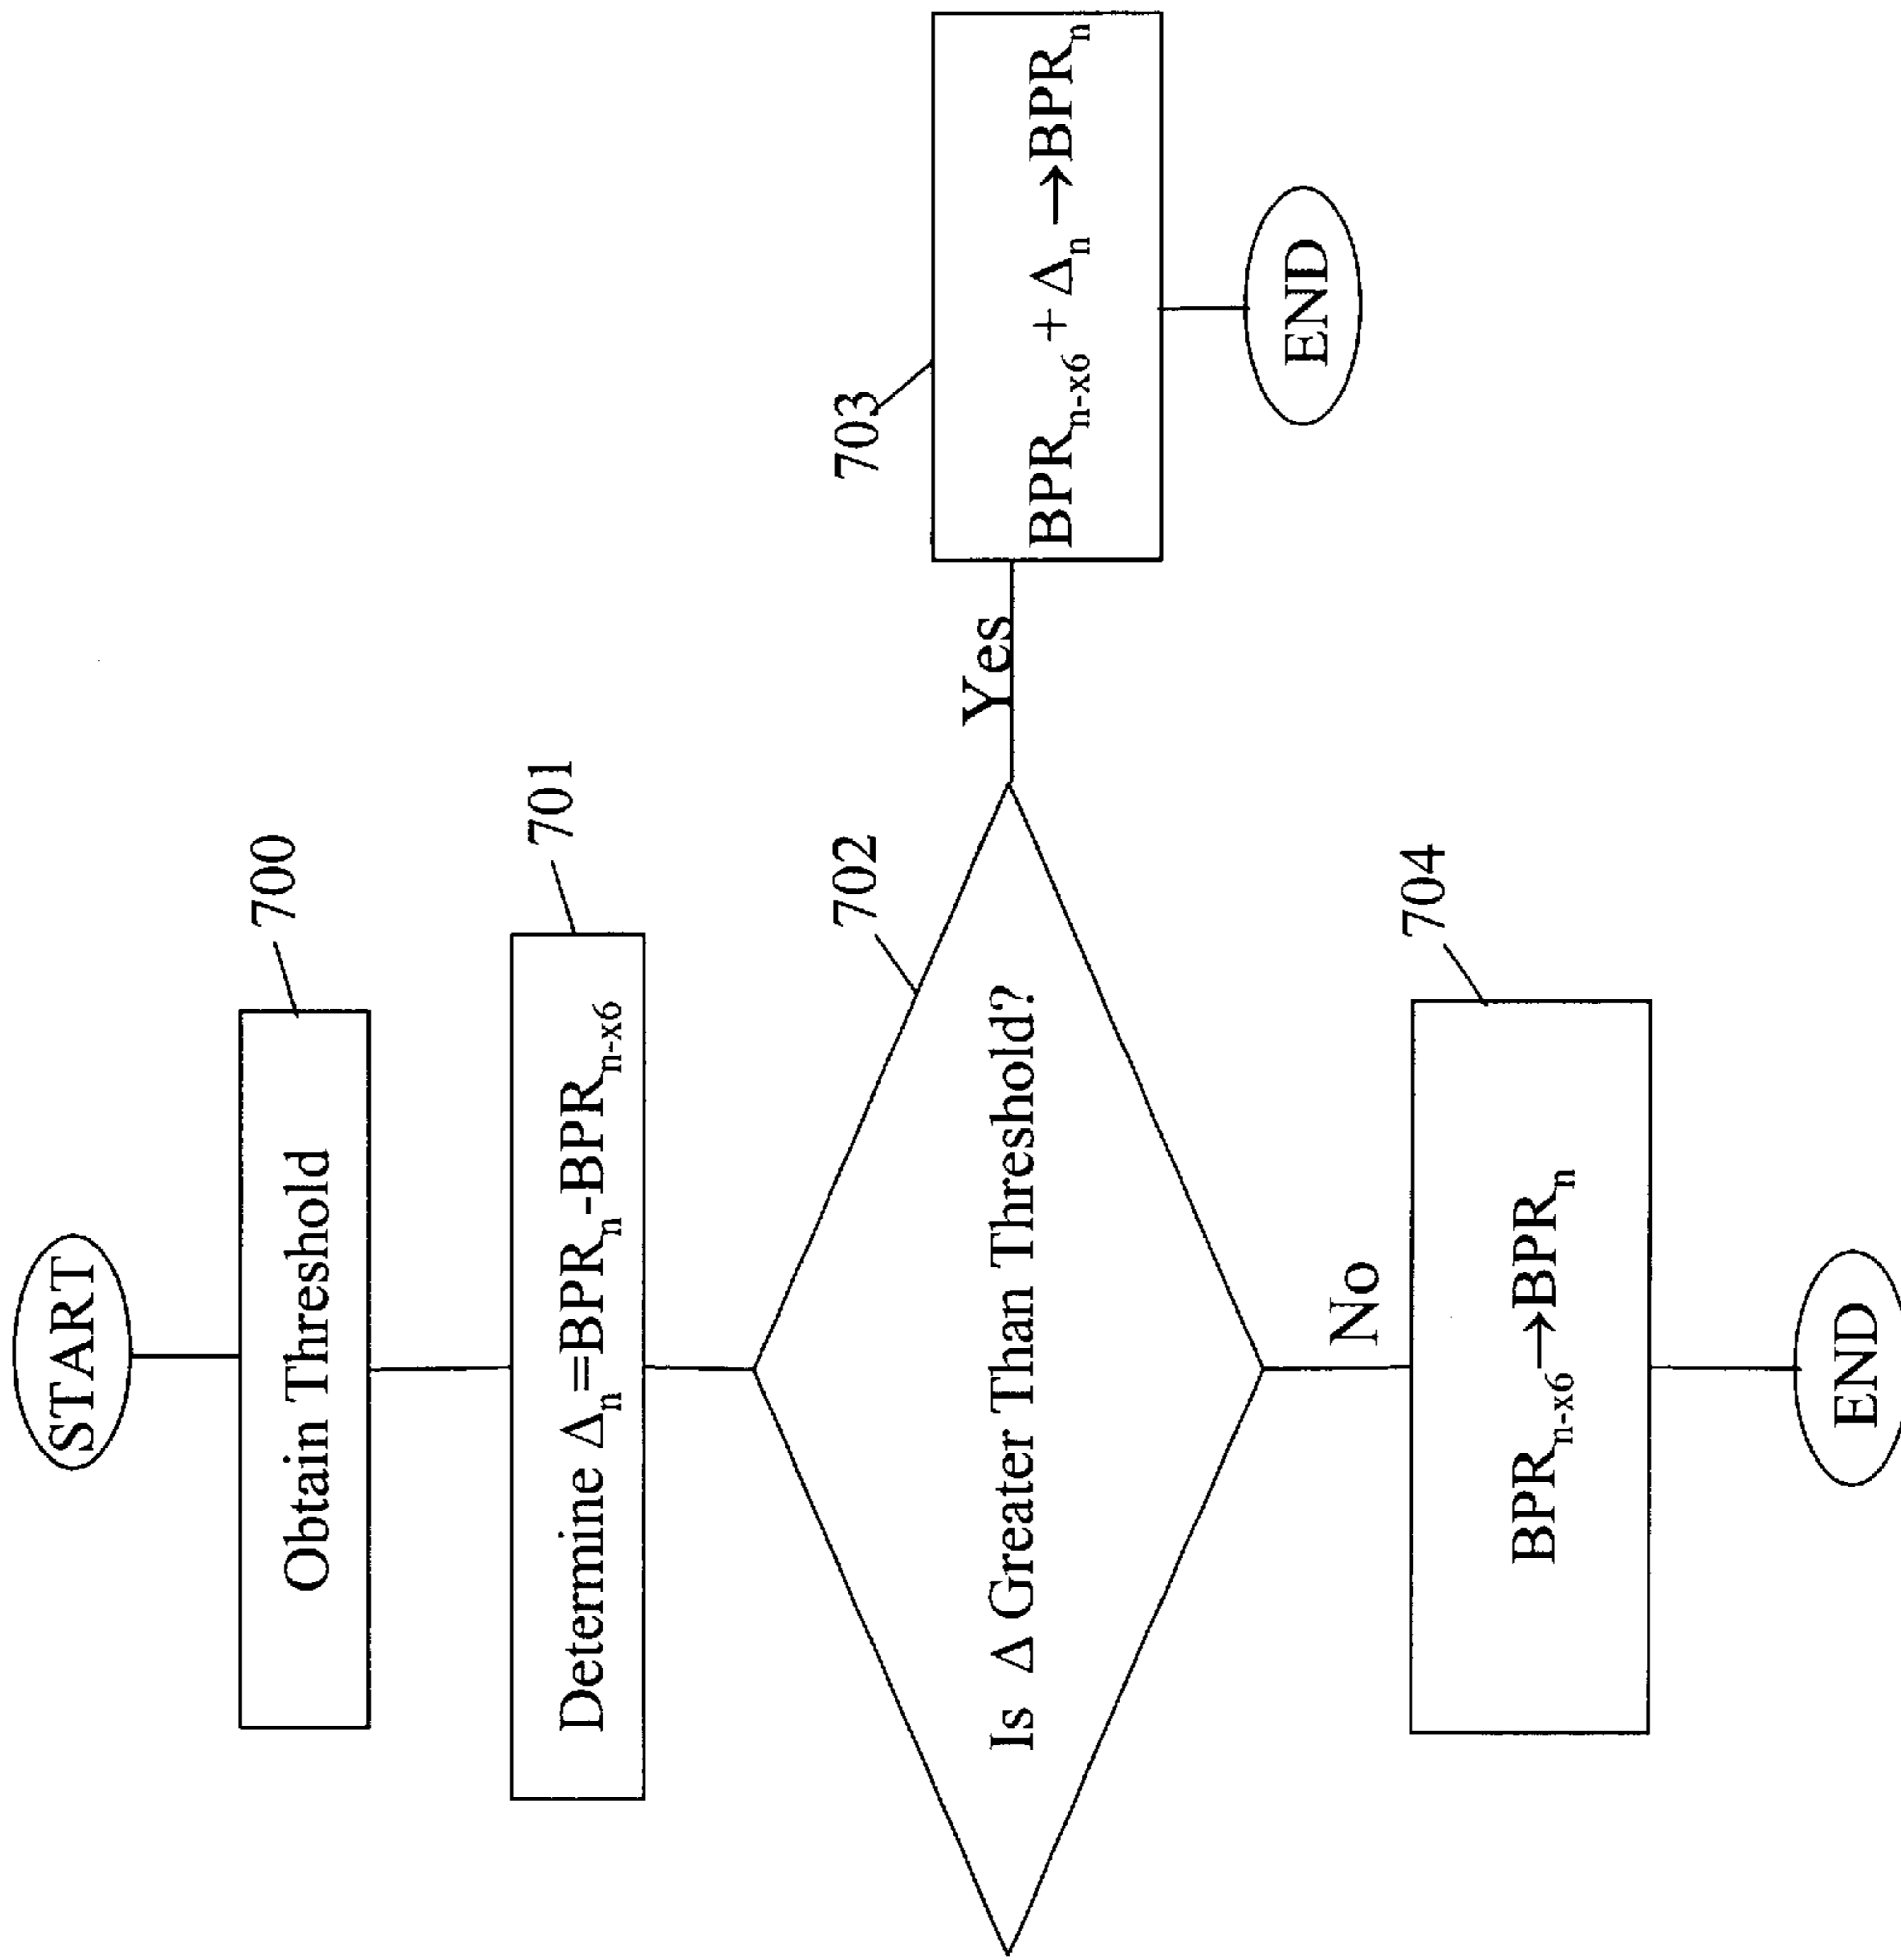 START
700
Obtain Threshold
701
Determine Δn =BPRn-BPRn-x6
702
Is Δ Greater Than Threshold?
Yes
703
BPRn-x6 + Δn →BPRn
END
No
704
BPRn-x6→BPRn
END